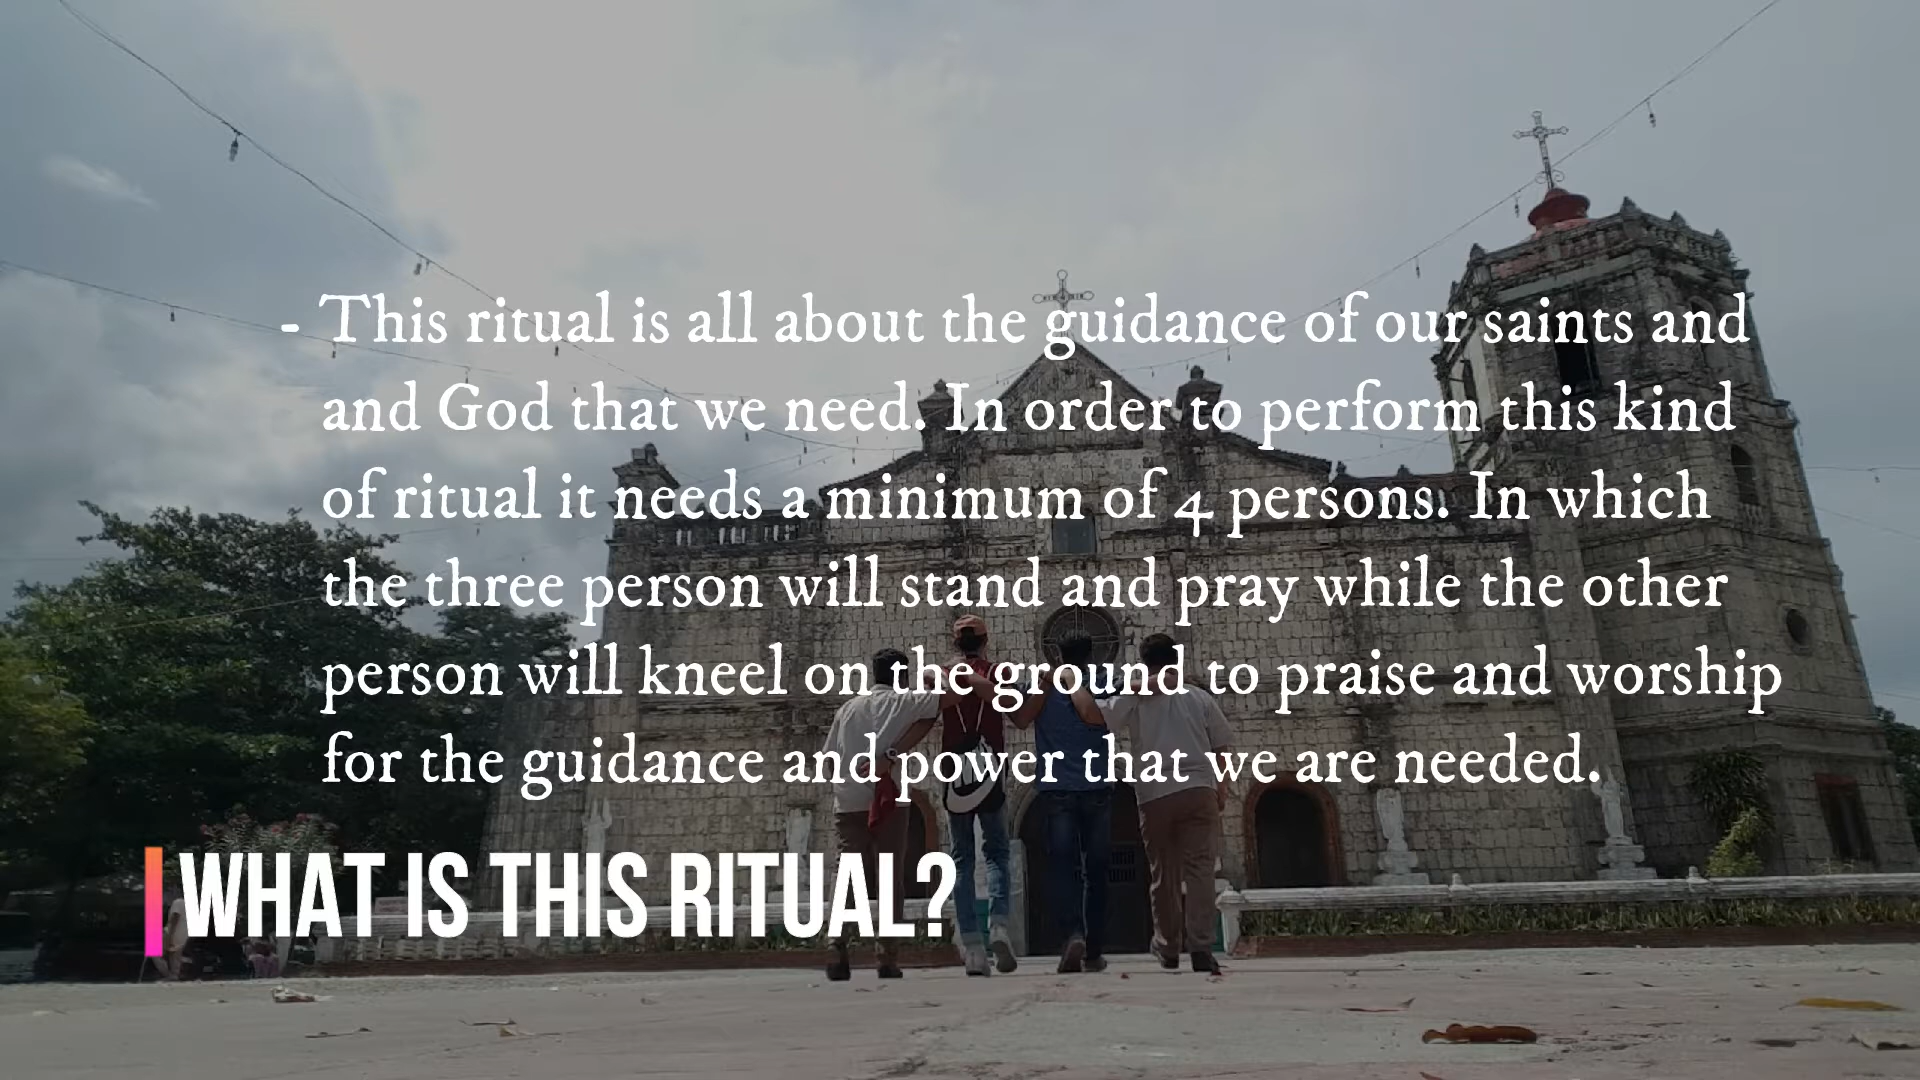 - This ritual is all about the guidance of our saints and
and God that we need. In order to perform this kind
of ritual it needs a minimum of 4 persons. In which
the three person will stand and pray while the other
person will kneel on the ground to praise and worship
for the guidance and power that we are needed.
WHAT IS THIS RITUAL?